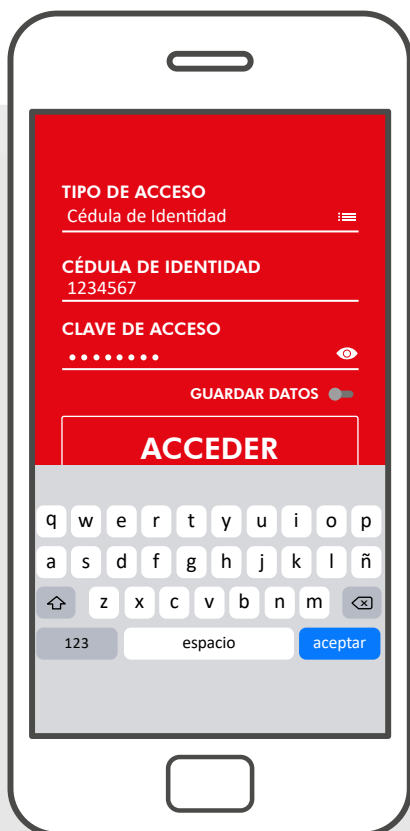 TIPO DE ACCESO
Cédula de Identidad
CÉDULA DE IDENTIDAD
1234567
CLAVE DE ACCESO
••••••••
GUARDAR DATOS
ACCEDER
q w e r t y u i o p
a s d f g h j k l ñ
z x c v b n m
123 espacio aceptar